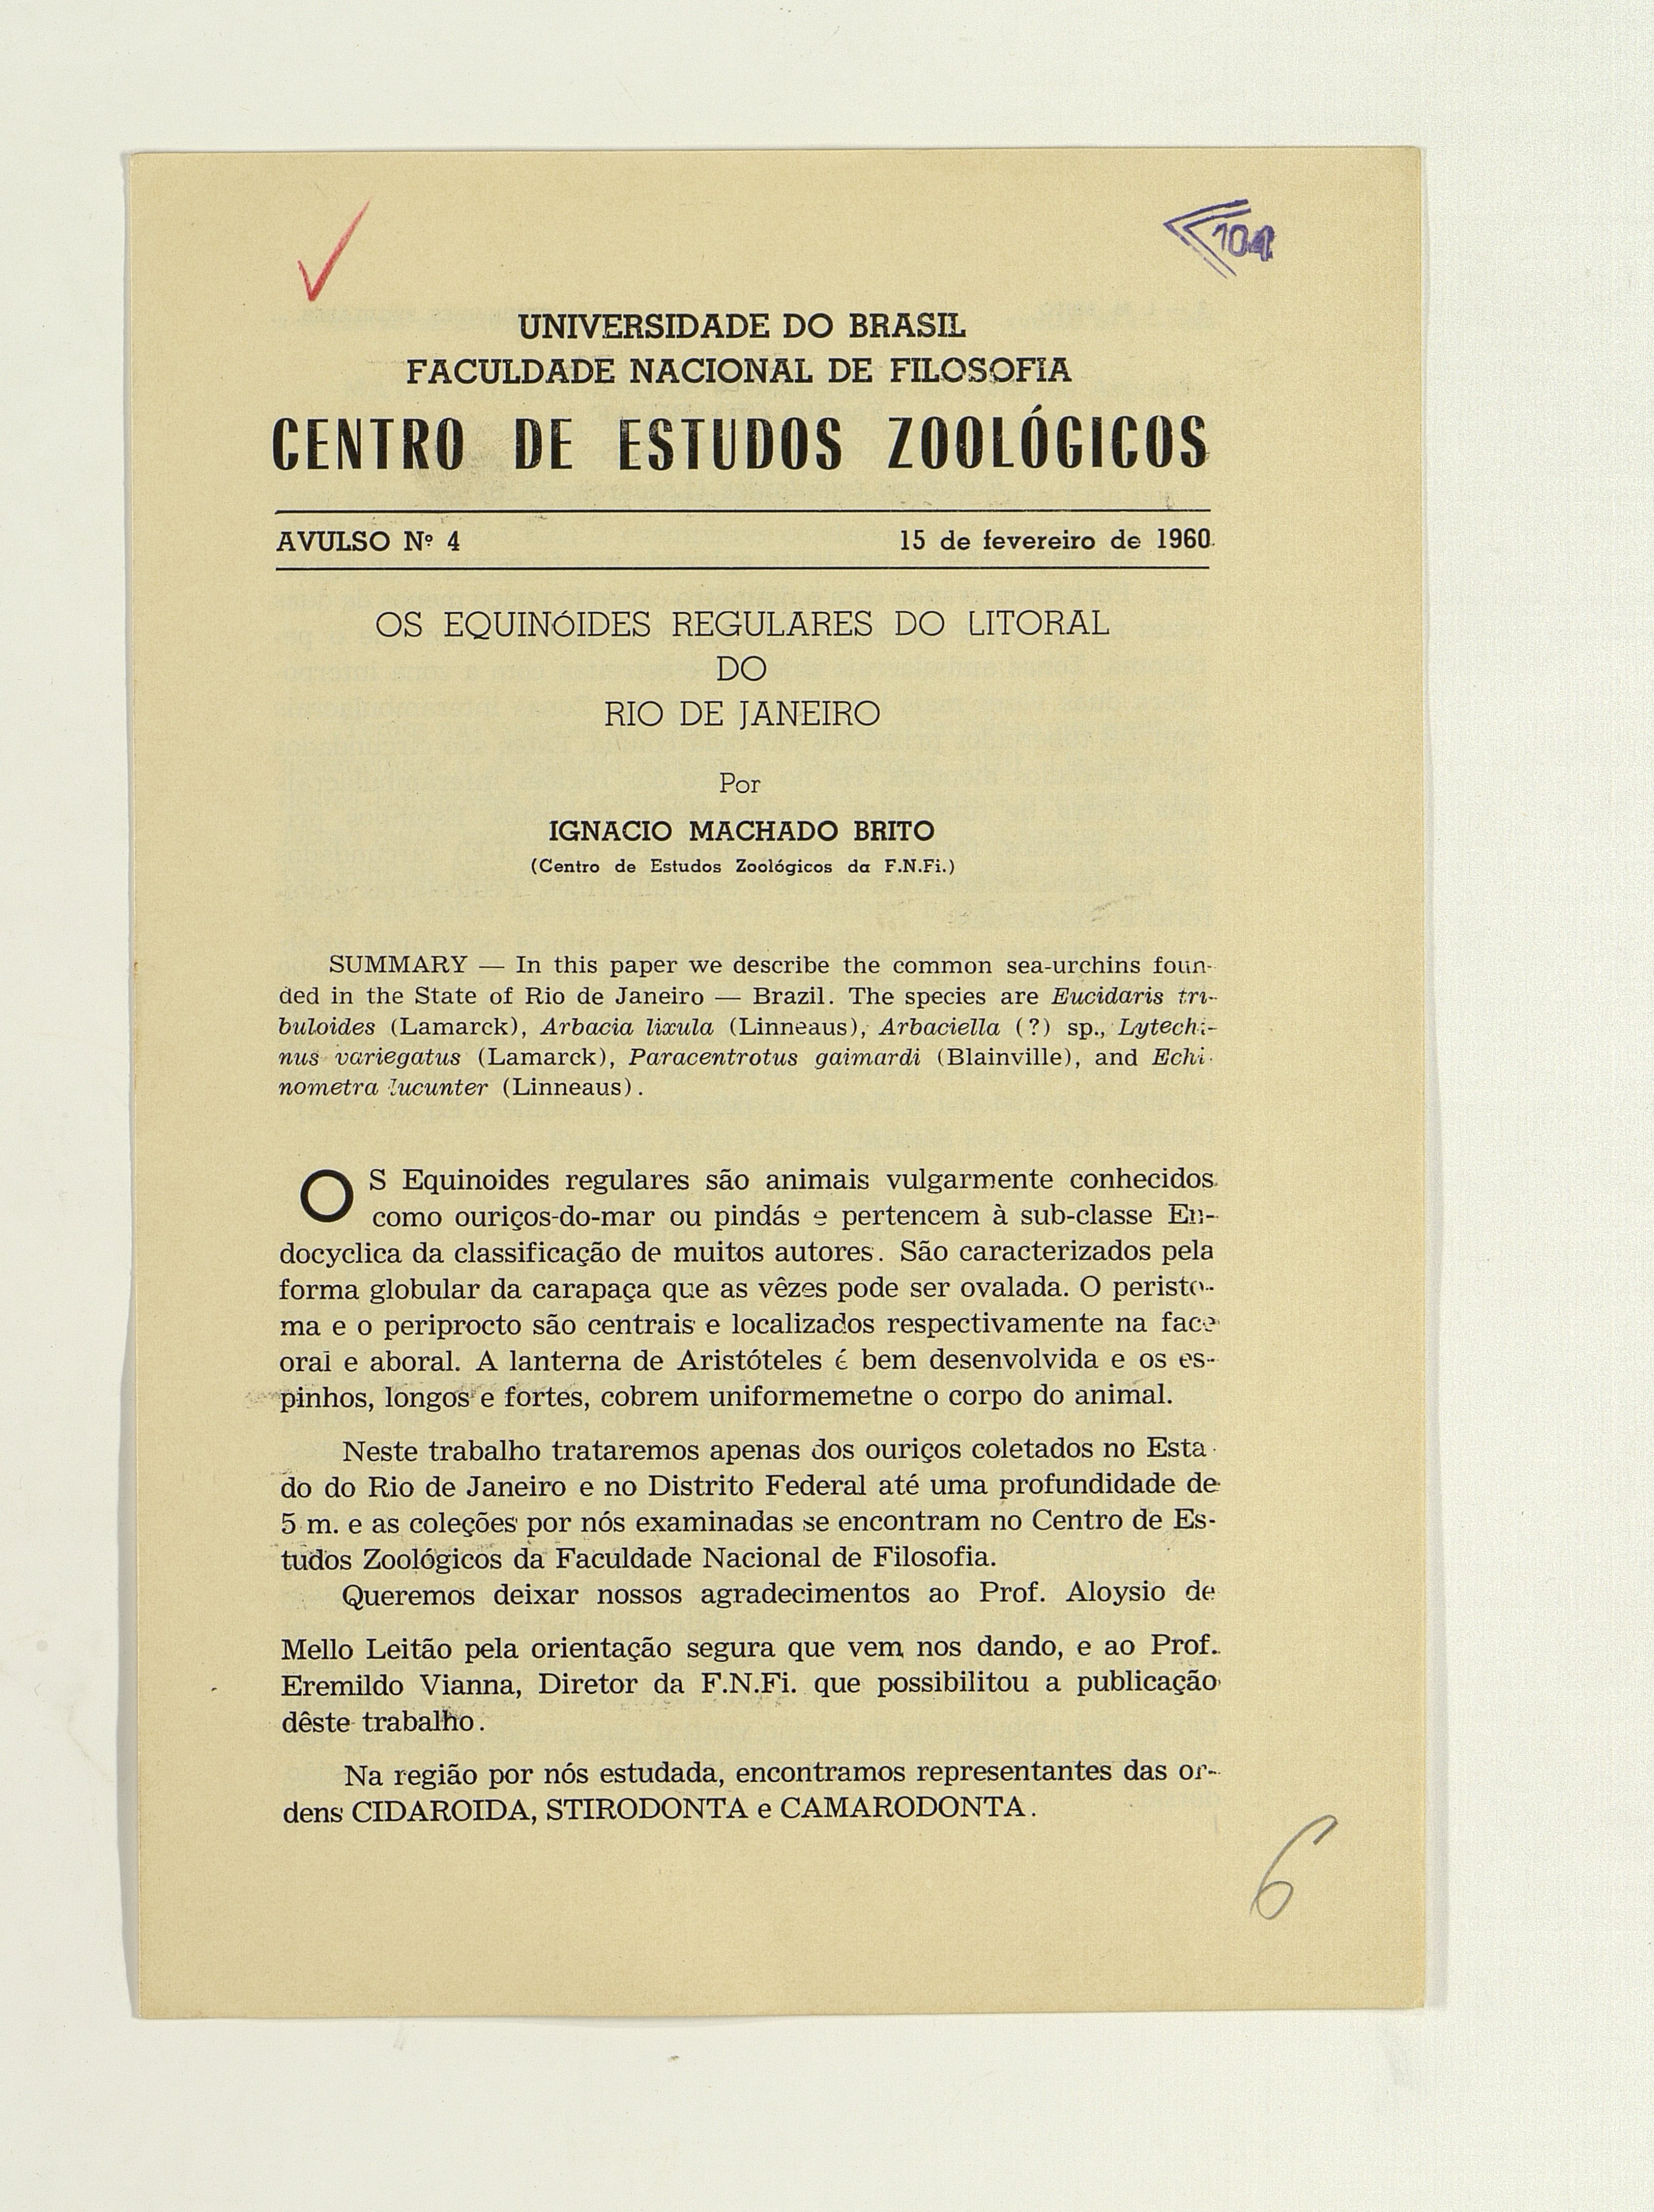 UNIVERSIDADE DO BRASIL
FACULDADE NACIONAL DE FILOSOFIA
CENTRO DE ESTUDOS ZOOLÓGICOS
AVULSO Nº 4 15 de fevereiro de 1960
OS EQUINÓIDES REGULARES DO LITORAL
DO
RIO DE JANEIRO
Por
IGNACIO MACHADO BRITO
(Centro de Estudos Zoológicos da F.N.Fi.)
SUMMARY — In this paper we describe the common sea-urchins foun-
ded in the State of Rio de Janeiro — Brazil. The species are Eucidaris tri-
buloides (Lamarck), Arbacia lixula (Linneaus), Arbaciella (?) sp., Lytechi-
nus variegatus (Lamarck), Paracentrotus gaimardi (Blainville), and Echi-
nometra lucunter (Linneaus).
OS Equinoides regulares são animais vulgarmente conhecidos
como ouriços-do-mar ou pindás e pertencem à sub-classe En-
docyclica da classificação de muitos autores. São caracterizados pela
forma globular da carapaça que as vêzes pode ser ovalada. O peristo-
ma e o periprocto são centrais e localizados respectivamente na face
oral e aboral. A lanterna de Aristóteles é bem desenvolvida e os es-
pinhos, longos e fortes, cobrem uniformemetne o corpo do animal.
Neste trabalho trataremos apenas dos ouriços coletados no Esta-
do do Rio de Janeiro e no Distrito Federal até uma profundidade de
5 m. e as coleções por nós examinadas se encontram no Centro de Es-
tudos Zoológicos da Faculdade Nacional de Filosofia.
Queremos deixar nossos agradecimentos ao Prof. Aloysio de
Mello Leitão pela orientação segura que vem nos dando, e ao Prof.
Eremildo Vianna, Diretor da F.N.Fi. que possibilitou a publicação
dêste trabalho.
Na região por nós estudada, encontramos representantes das or-
dens CIDAROIDA, STIRODONTA e CAMARODONTA.
6